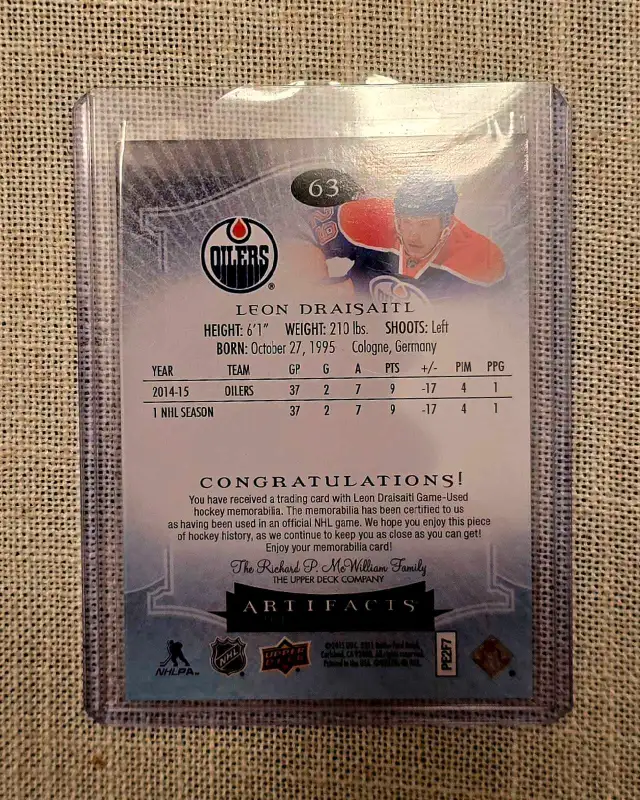 63
OILERS
®
LEON DRAISAITL
HEIGHT: 6'1" WEIGHT: 210 lbs. SHOOTS: Left
BORN: October 27, 1995 Cologne, Germany
YEAR TEAM GP G A PTS +/- PIM PPG
2014-15 OILERS 37 2 7 9 -17 4 1
1 NHL SEASON 37 2 7 9 -17 4 1
CONGRATULATIONS!
You have received a trading card with Leon Draisaitl Game-Used
hockey memorabilia. The memorabilia has been certified to us
as having been used in an official NHL game. We hope you enjoy this piece
of hockey history, as we continue to keep you as close as you can get!
Enjoy your memorabilia card!
The Richard P. McWilliam Family
THE UPPER DECK COMPANY
ARTIFACTS
NHLPA
NHL
UPPER DECK
Printed in the USA.
PE2F7